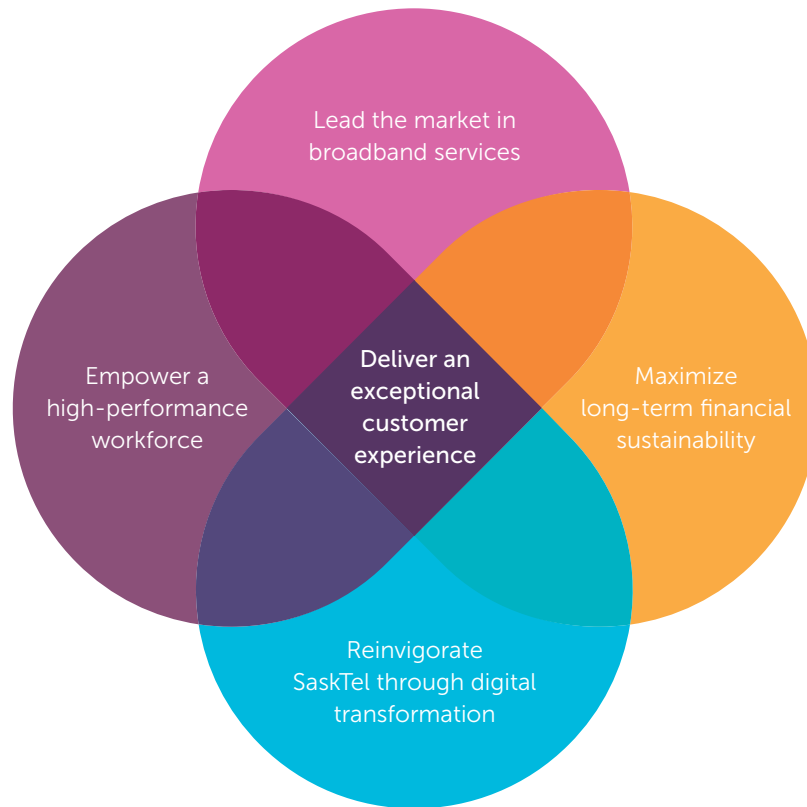 Lead the market in
broadband services
Empower a
high-performance
workforce
Deliver an
exceptional
customer
experience
Maximize
long-term financial
sustainability
Reinvigorate
SaskTel through digital
transformation